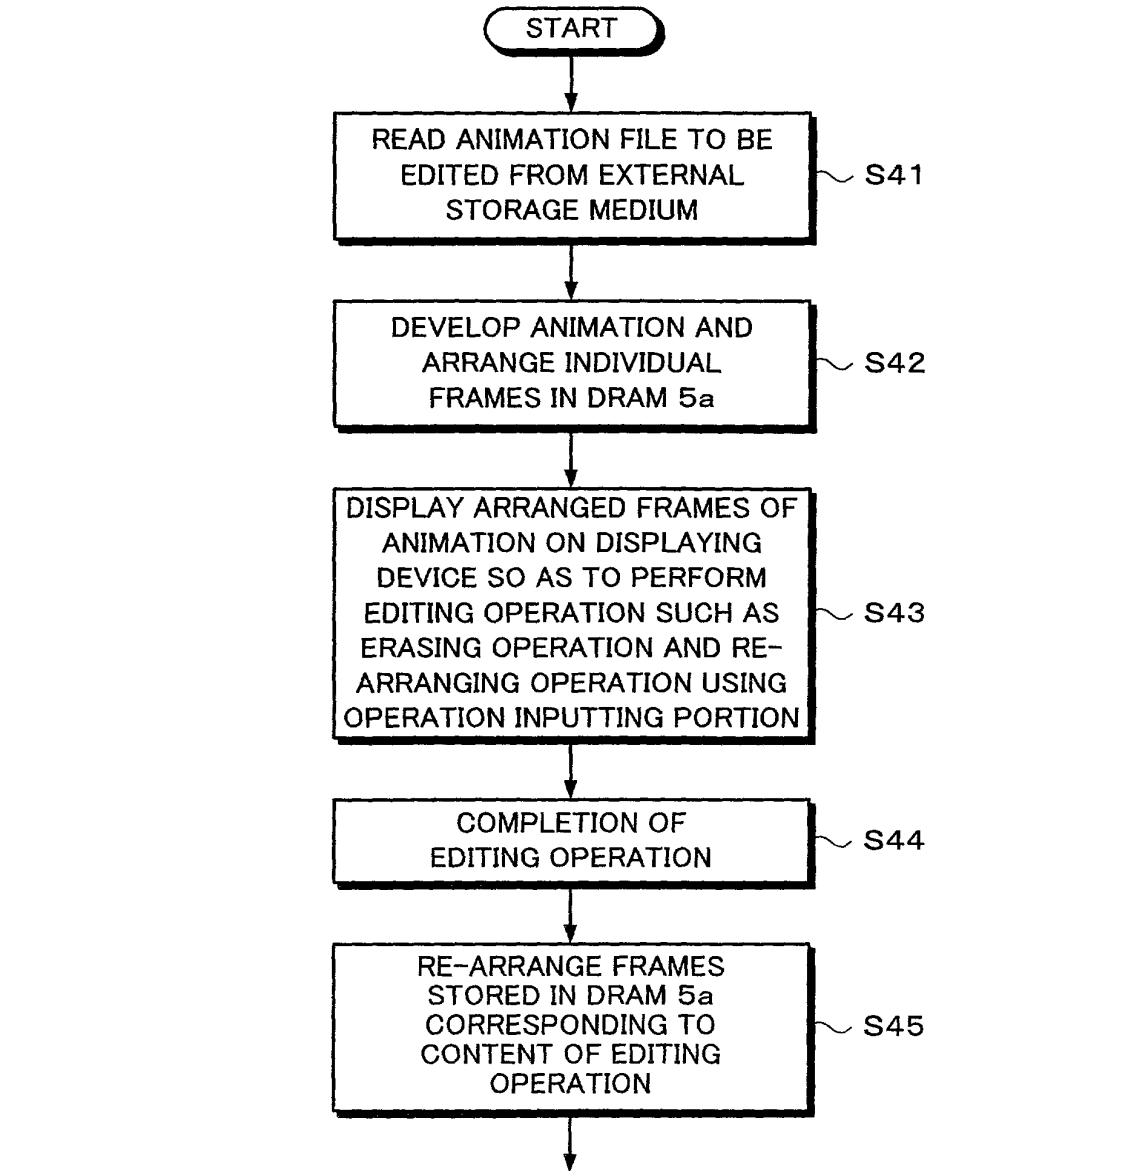 START
READ ANIMATION FILE TO BE
EDITED FROM EXTERNAL
STORAGE MEDIUM
S41
DEVELOP ANIMATION AND
ARRANGE INDIVIDUAL
FRAMES IN DRAM 5a
S42
DISPLAY ARRANGED FRAMES OF
ANIMATION ON DISPLAYING
DEVICE SO AS TO PERFORM
EDITING OPERATION SUCH AS
ERASING OPERATION AND RE-
ARRANGING OPERATION USING
OPERATION INPUTTING PORTION
S43
COMPLETION OF
EDITING OPERATION
S44
RE-ARRANGE FRAMES
STORED IN DRAM 5a
CORRESPONDING TO
CONTENT OF EDITING
OPERATION
S45